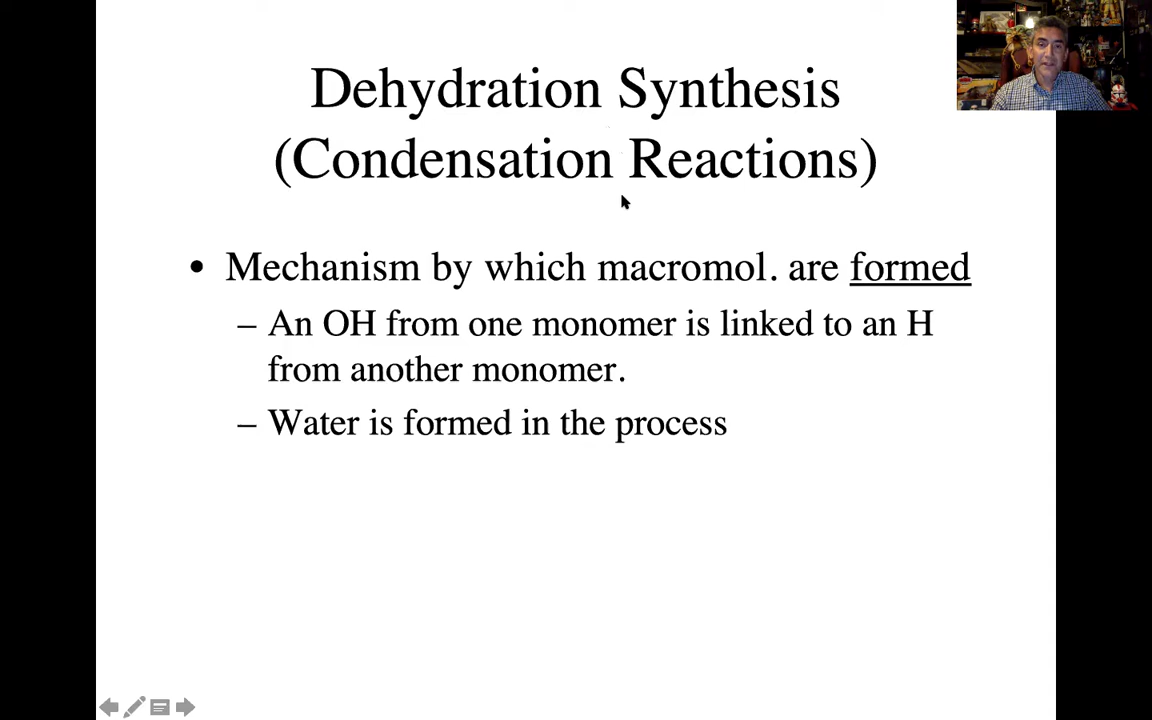 Dehydration Synthesis
(Condensation Reactions)
• Mechanism by which macromol. are formed
– An OH from one monomer is linked to an H
from another monomer.
– Water is formed in the process